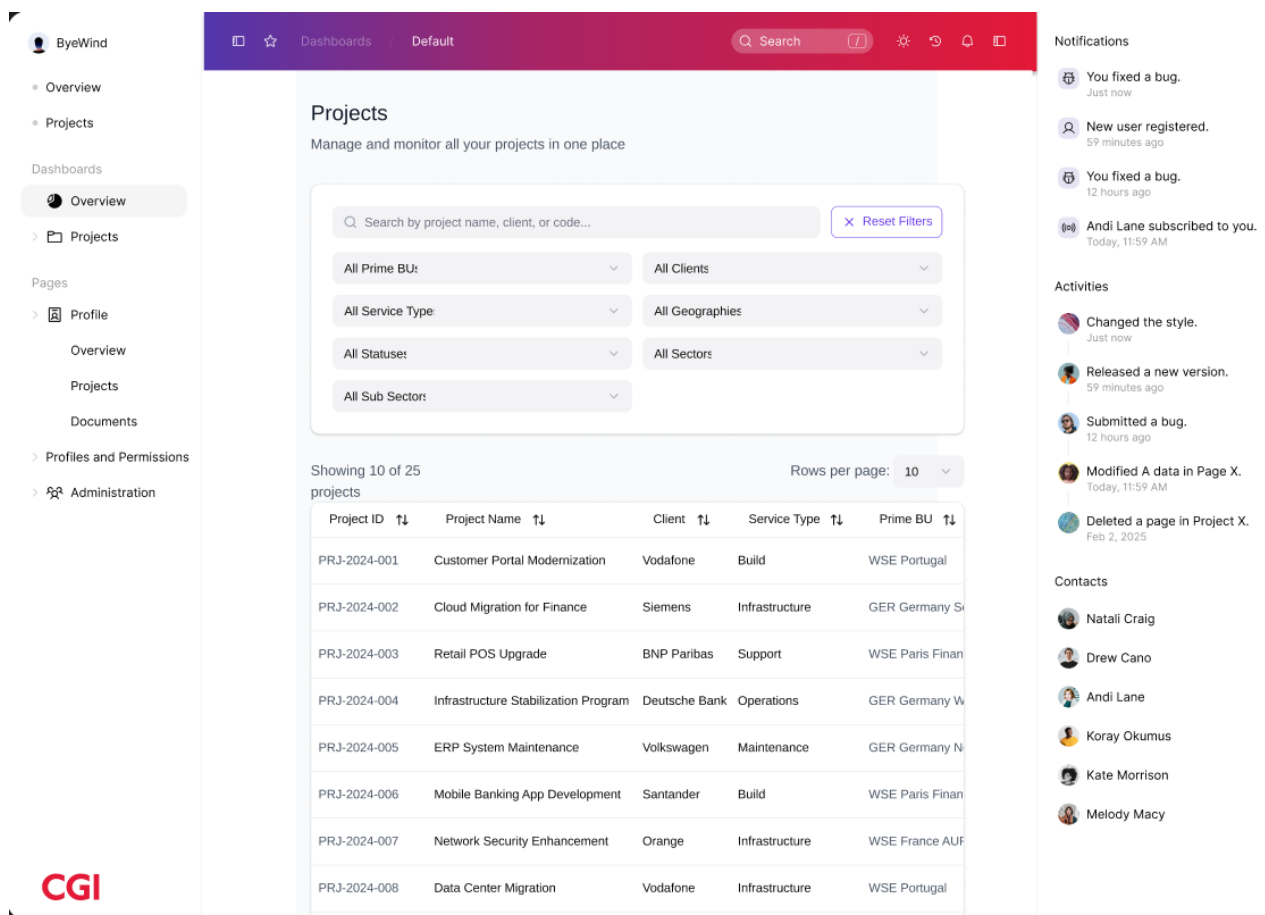 ByeWind
Overview
Projects
Dashboards
Overview
Projects
Pages
Profile
Overview
Projects
Documents
Profiles and Permissions
Administration
CGI
Dashboards / Default
Search /
Projects
Manage and monitor all your projects in one place
Search by project name, client, or code...
Reset Filters
All Prime BUs
All Clients
All Service Type
All Geographies
All Statuses
All Sectors
All Sub Sectors
Showing 10 of 25
projects
Rows per page: 10
Project ID Project Name Client Service Type Prime BU
PRJ-2024-001 Customer Portal Modernization Vodafone Build WSE Portugal
PRJ-2024-002 Cloud Migration for Finance Siemens Infrastructure GER Germany S
PRJ-2024-003 Retail POS Upgrade BNP Paribas Support WSE Paris Finan
PRJ-2024-004 Infrastructure Stabilization Program Deutsche Bank Operations GER Germany W
PRJ-2024-005 ERP System Maintenance Volkswagen Maintenance GER Germany N
PRJ-2024-006 Mobile Banking App Development Santander Build WSE Paris Finan
PRJ-2024-007 Network Security Enhancement Orange Infrastructure WSE France AUR
PRJ-2024-008 Data Center Migration Vodafone Infrastructure WSE Portugal
Notifications
You fixed a bug.
Just now
New user registered.
59 minutes ago
You fixed a bug.
12 hours ago
Andi Lane subscribed to you.
Today, 11:59 AM
Activities
Changed the style.
Just now
Released a new version.
59 minutes ago
Submitted a bug.
12 hours ago
Modified A data in Page X.
Today, 11:59 AM
Deleted a page in Project X.
Feb 2, 2025
Contacts
Natali Craig
Drew Cano
Andi Lane
Koray Okumus
Kate Morrison
Melody Macy